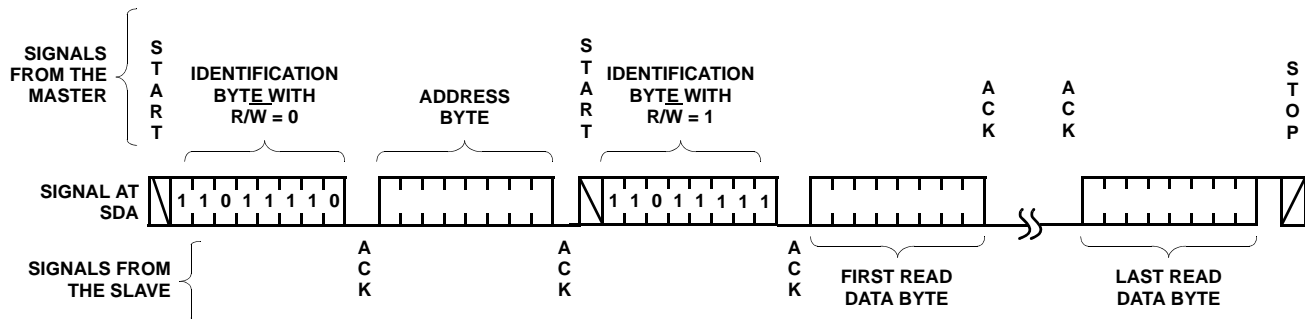 SIGNALS
FROM THE
MASTER
START
IDENTIFICATION
BYTE WITH
R/W = 0
ADDRESS
BYTE
START
IDENTIFICATION
BYTE WITH
R/W = 1
ACK
ACK
STOP
SIGNAL AT
SDA
1 1 0 1 1 1 1 0
1 1 0 1 1 1 1 1
SIGNALS FROM
THE SLAVE
ACK
ACK
ACK
FIRST READ
DATA BYTE
LAST READ
DATA BYTE